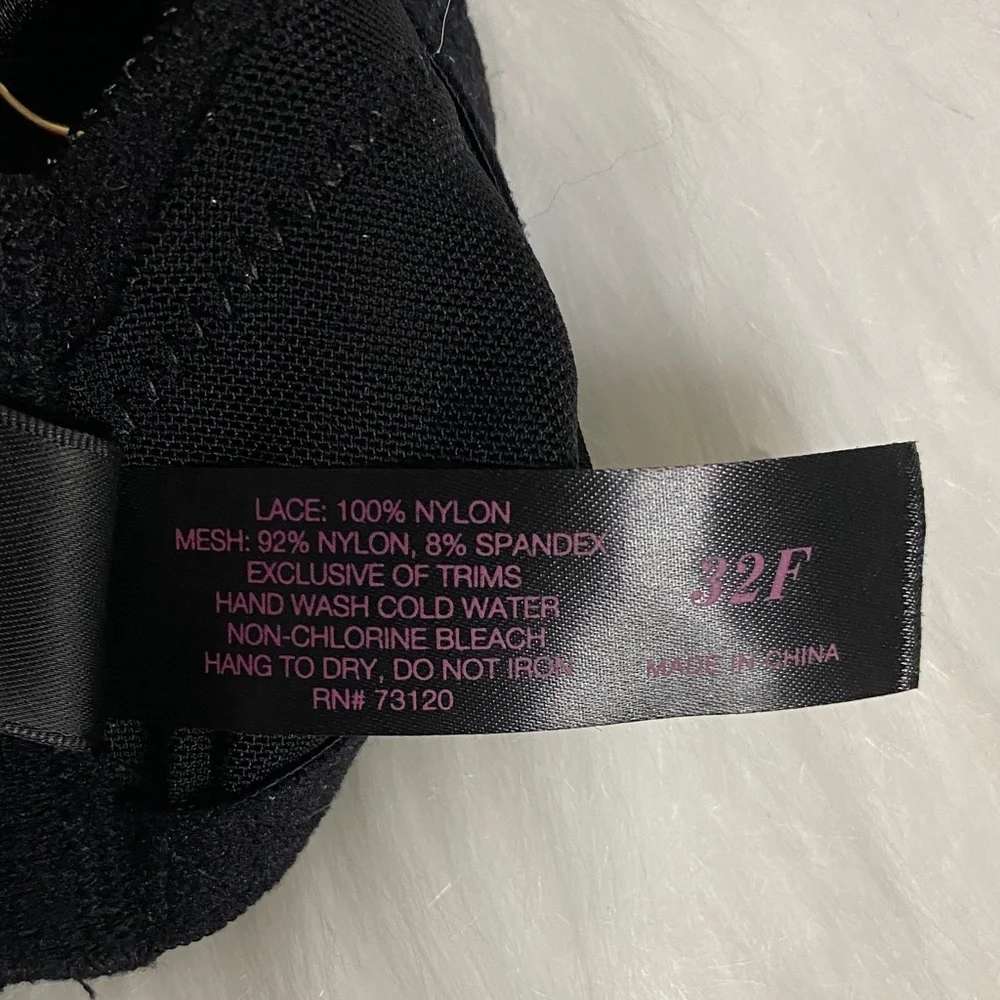 LACE: 100% NYLON
MESH: 92% NYLON, 8% SPANDEX
EXCLUSIVE OF TRIMS
HAND WASH COLD WATER
NON-CHLORINE BLEACH
HANG TO DRY, DO NOT IRON
RN# 73120
32F
MADE IN CHINA